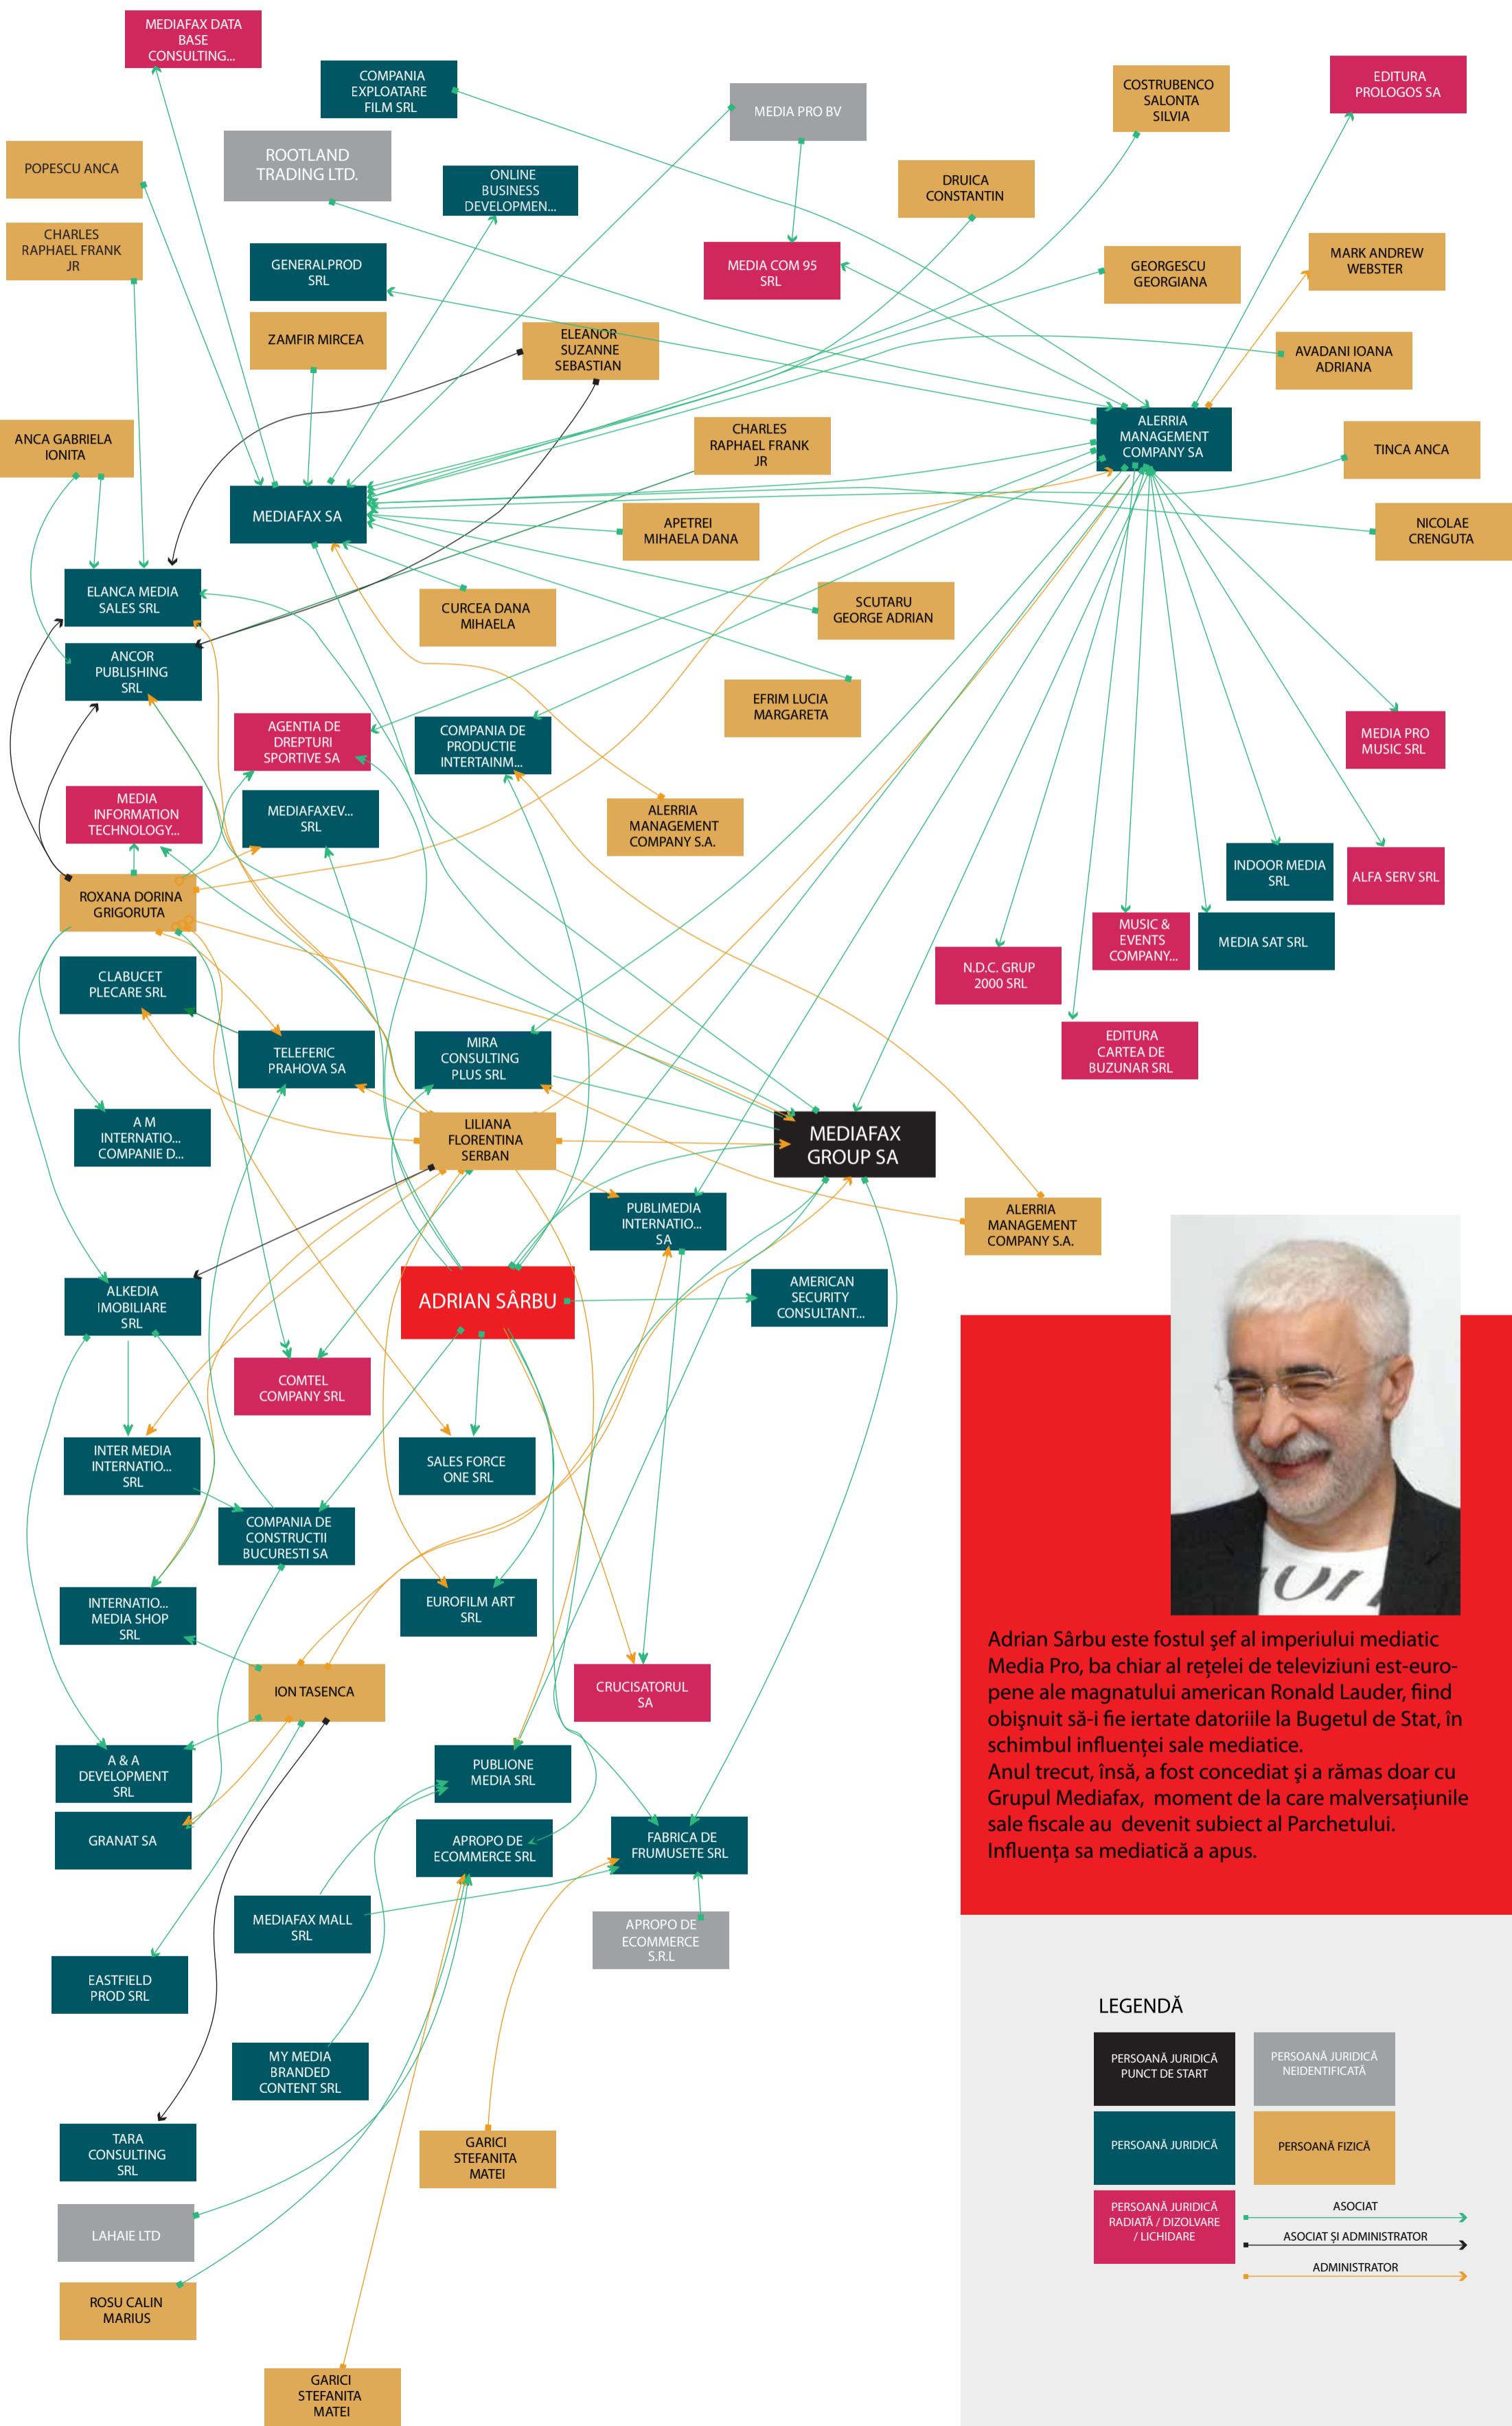 MEDIAFAX DATA
BASE
CONSULTING...
COMPANIA
EXPLOATARE
FILM SRL
MEDIA PRO BV
COSTRUBENCO
SALONTA
SILVIA
EDITURA
PROLOGOS SA
POPESCU ANCA
ROOTLAND
TRADING LTD.
ONLINE
BUSINESS
DEVELOPMEN...
DRUICA
CONSTANTIN
CHARLES
RAPHAEL FRANK
JR
GENERALPROD
SRL
MEDIA COM 95
SRL
GEORGESCU
GEORGIANA
MARK ANDREW
WEBSTER
ZAMFIR MIRCEA
ELEANOR
SUZANNE
SEBASTIAN
AVADANI IOANA
ADRIANA
ANCA GABRIELA
IONITA
CHARLES
RAPHAEL FRANK
JR
ALERRIA
MANAGEMENT
COMPANY SA
TINCA ANCA
MEDIAFAX SA
APETREI
MIHAELA DANA
NICOLAE
CRENGUTA
ELANCA MEDIA
SALES SRL
CURCEA DANA
MIHAELA
SCUTARU
GEORGE ADRIAN
ANCOR
PUBLISHING
SRL
EFRIM LUCIA
MARGARETA
AGENTIA DE
DREPTURI
SPORTIVE SA
COMPANIA DE
PRODUCTIE
INTERTAINM...
MEDIA PRO
MUSIC SRL
MEDIA
INFORMATION
TECHNOLOGY...
MEDIAFAXEV...
SRL
ALERRIA
MANAGEMENT
COMPANY S.A.
INDOOR MEDIA
SRL
ALFA SERV SRL
ROXANA DORINA
GRIGORUTA
MUSIC &
EVENTS
COMPANY...
MEDIA SAT SRL
CLABUCET
PLECARE SRL
N.D.C. GRUP
2000 SRL
TELEFERIC
PRAHOVA SA
MIRA
CONSULTING
PLUS SRL
EDITURA
CARTEA DE
BUZUNAR SRL
A M
INTERNATIO...
COMPANIE D...
LILIANA
FLORENTINA
SERBAN
MEDIAFAX
GROUP SA
PUBLIMEDIA
INTERNATIO...
SA
ALERRIA
MANAGEMENT
COMPANY S.A.
ALKEDIA
IMOBILIARE
SRL
ADRIAN SÂRBU
AMERICAN
SECURITY
CONSULTANT...
COMTEL
COMPANY SRL
INTER MEDIA
INTERNATIO...
SRL
SALES FORCE
ONE SRL
COMPANIA DE
CONSTRUCTII
BUCURESTI SA
INTERNATIO...
MEDIA SHOP
SRL
EUROFILM ART
SRL
ION TASENCA
CRUCISATORUL
SA
A & A
DEVELOPMENT
SRL
PUBLIONE
MEDIA SRL
GRANAT SA
APROPO DE
ECOMMERCE SRL
FABRICA DE
FRUMUSETE SRL
MEDIAFAX MALL
SRL
APROPO DE
ECOMMERCE
S.R.L
EASTFIELD
PROD SRL
MY MEDIA
BRANDED
CONTENT SRL
TARA
CONSULTING
SRL
GARICI
STEFANITA
MATEI
LAHAIE LTD
ROSU CALIN
MARIUS
GARICI
STEFANITA
MATEI
Adrian Sârbu este fostul şef al imperiului mediatic
Media Pro, ba chiar al rețelei de televiziuni est-euro-
pene ale magnatului american Ronald Lauder, fiind
obişnuit să-i fie iertate datoriile la Bugetul de Stat, în
schimbul influenței sale mediatice.
Anul trecut, însă, a fost concediat şi a rămas doar cu
Grupul Mediafax, moment de la care malversațiunile
sale fiscale au devenit subiect al Parchetului.
Influența sa mediatică a apus.
LEGENDĂ
PERSOANĂ JURIDICĂ
PUNCT DE START
PERSOANĂ JURIDICĂ
NEIDENTIFICATĂ
PERSOANĂ JURIDICĂ
PERSOANĂ FIZICĂ
PERSOANĂ JURIDICĂ
RADIATĂ / DIZOLVARE
/ LICHIDARE
ASOCIAT
ASOCIAT ŞI ADMINISTRATOR
ADMINISTRATOR